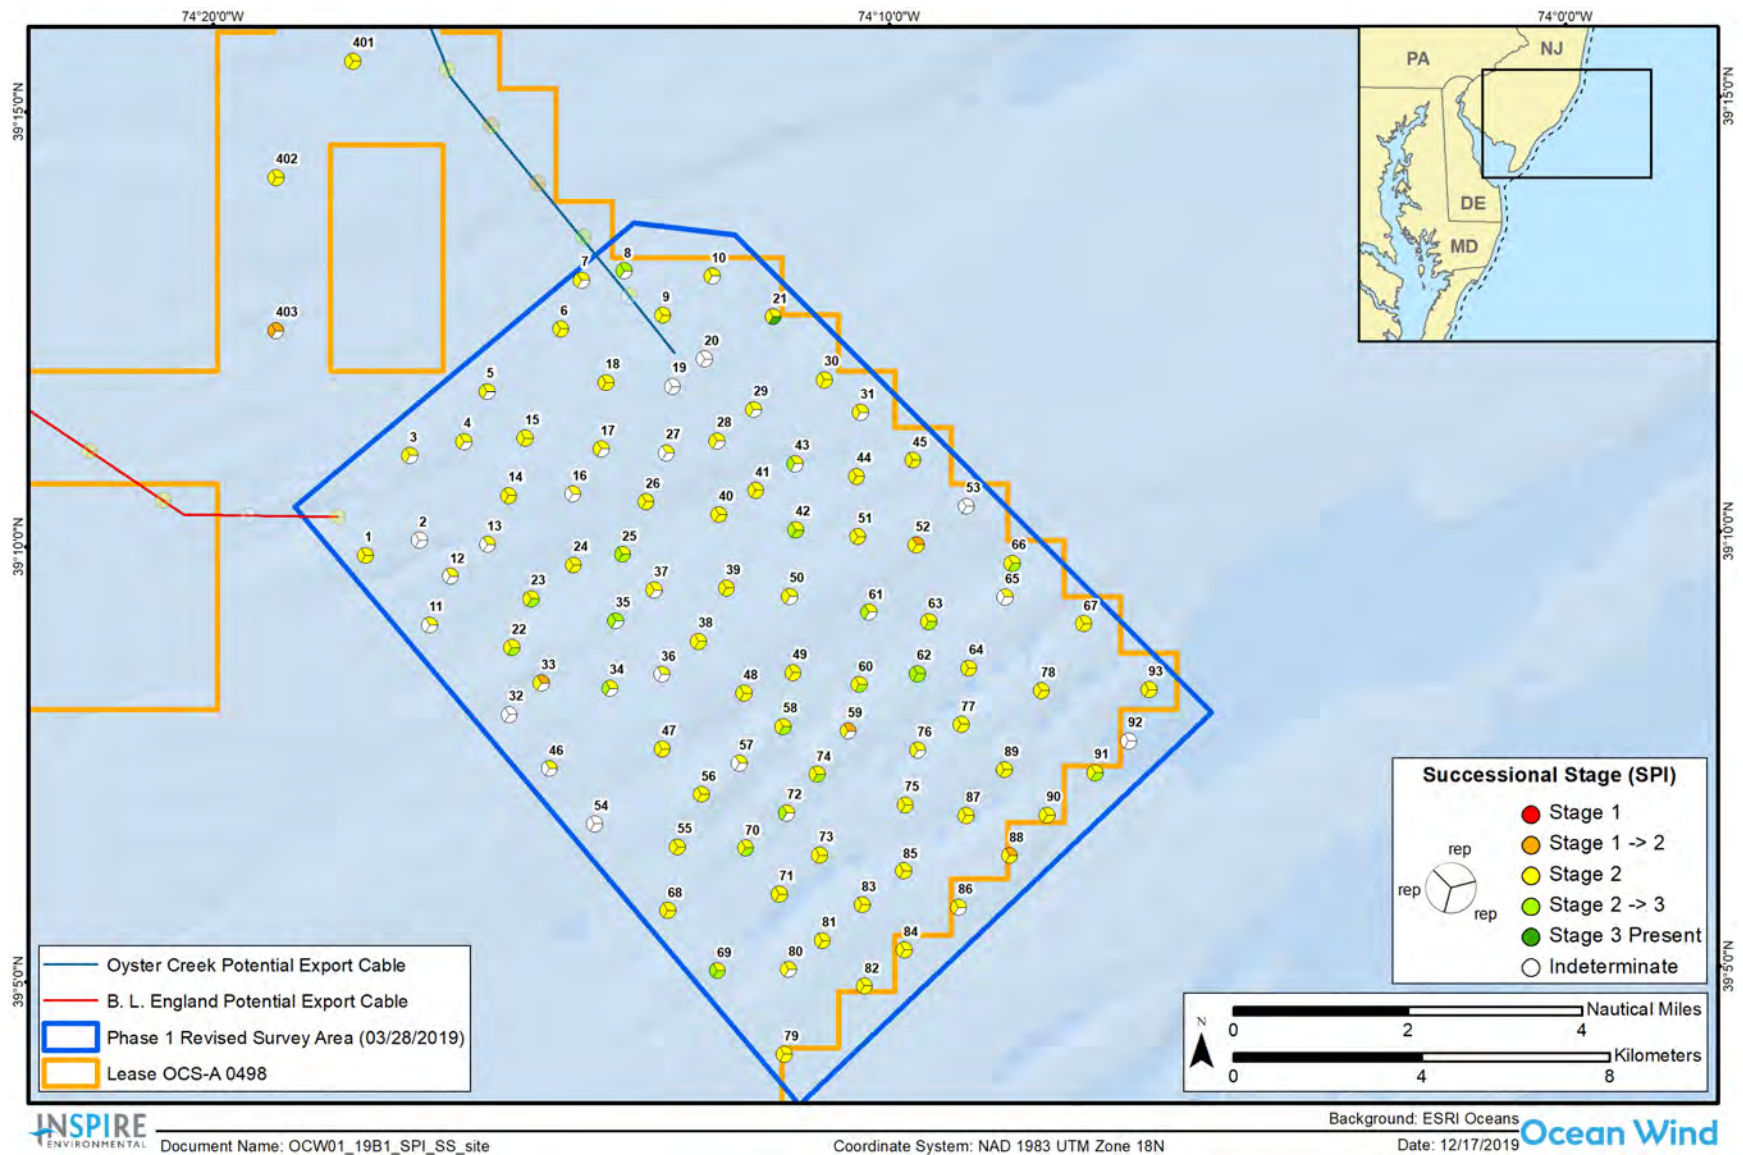 74°20'0"W
74°10'0"W
74°0'0"W
39°15'0"N
39°15'0"N
39°10'0"N
39°10'0"N
39°5'0"N
39°5'0"N
PA
NJ
DE
MD
401
402
403
7
8
10
6
9
21
20
18
19
30
5
29
31
3
4
15
17
27
28
43
45
44
14
16
26
41
40
53
1
2
13
42
51
52
12
24
25
66
23
37
39
50
65
11
35
61
63
67
22
38
33
34
36
49
60
62
64
78
93
32
48
58
59
77
92
46
47
57
76
74
89
91
56
54
72
75
87
90
55
70
73
88
85
71
68
83
86
81
84
69
80
82
79
Successional Stage (SPI)
rep
rep
rep
Stage 1
Stage 1 -> 2
Stage 2
Stage 2 -> 3
Stage 3 Present
Indeterminate
Oyster Creek Potential Export Cable
B. L. England Potential Export Cable
Phase 1 Revised Survey Area (03/28/2019)
Lease OCS-A 0498
N
Nautical Miles
0 2 4
Kilometers
0 4 8
INSPIRE
ENVIRONMENTAL
Document Name: OCW01_19B1_SPI_SS_site
Coordinate System: NAD 1983 UTM Zone 18N
Background: ESRI Oceans
Date: 12/17/2019
Ocean Wind